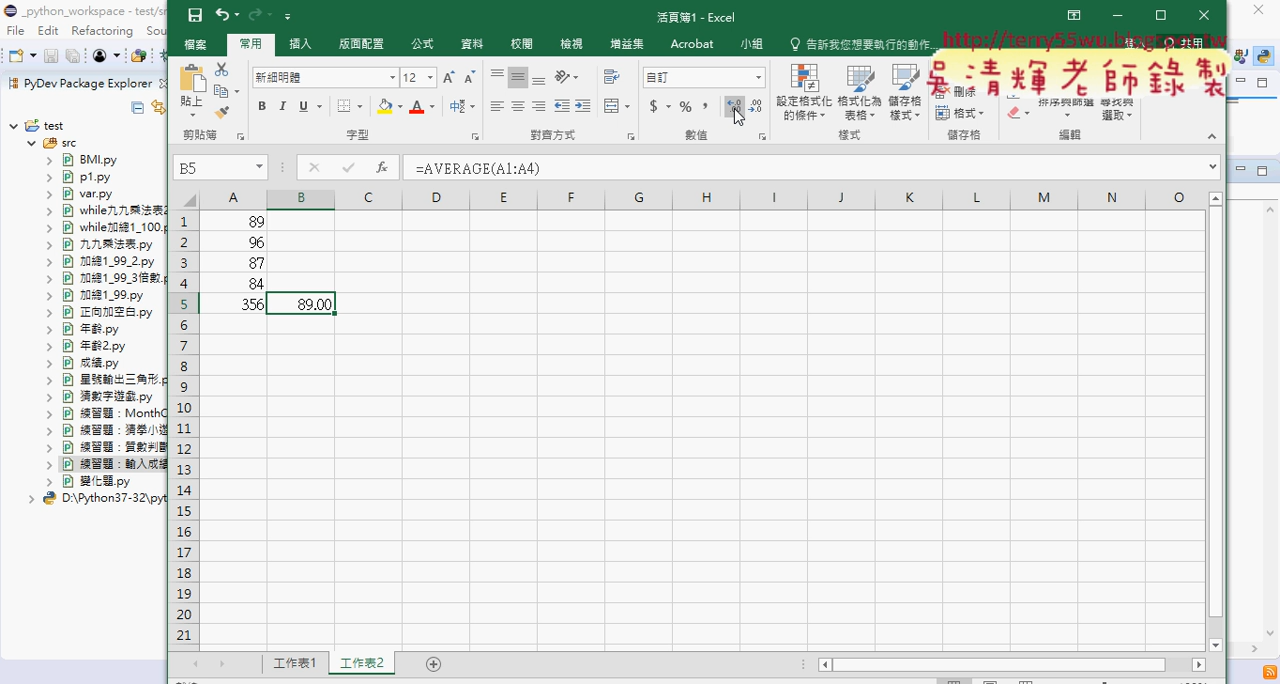 _python_workspace - test/sr
File Edit Refactoring Sou
PyDev Package Explorer
test
src
BMI.py
p1.py
var.py
while九九乘法表2
while加總1_100.p
九九乘法表.py
加總1_99_2.py
加總1_99_3倍數.p
加總1_99.py
正向加空白.py
年齡.py
年齡2.py
成績.py
星號輸出三角形.p
猜數字遊戲.py
練習題：MonthC
練習題：猜學小遊
練習題：質數判斷
練習題：輸入成績
變化題.py
D:\Python37-32\pyt
活頁簿1 - Excel
檔案 常用 插入 版面配置 公式 資料 校閱 檢視 增益集 Acrobat 小組 告訴我您想要執行的動作... 共用
http://terry55wu.blogspot.tw
吳清輝老師錄製
貼上
新細明體 12
B I U
自訂
$ % ,
設定格式化的條件 格式化為表格 儲存格樣式
刪除
格式
排序與篩選 尋找與選取
剪貼簿 字型 對齊方式 數值 樣式 儲存格 編輯
B5 fx =AVERAGE(A1:A4)
A B C D E F G H I J K L M N O
1 89
2 96
3 87
4 84
5 356 89.00
6
7
8
9
10
11
12
13
14
15
16
17
18
19
20
21
工作表1 工作表2